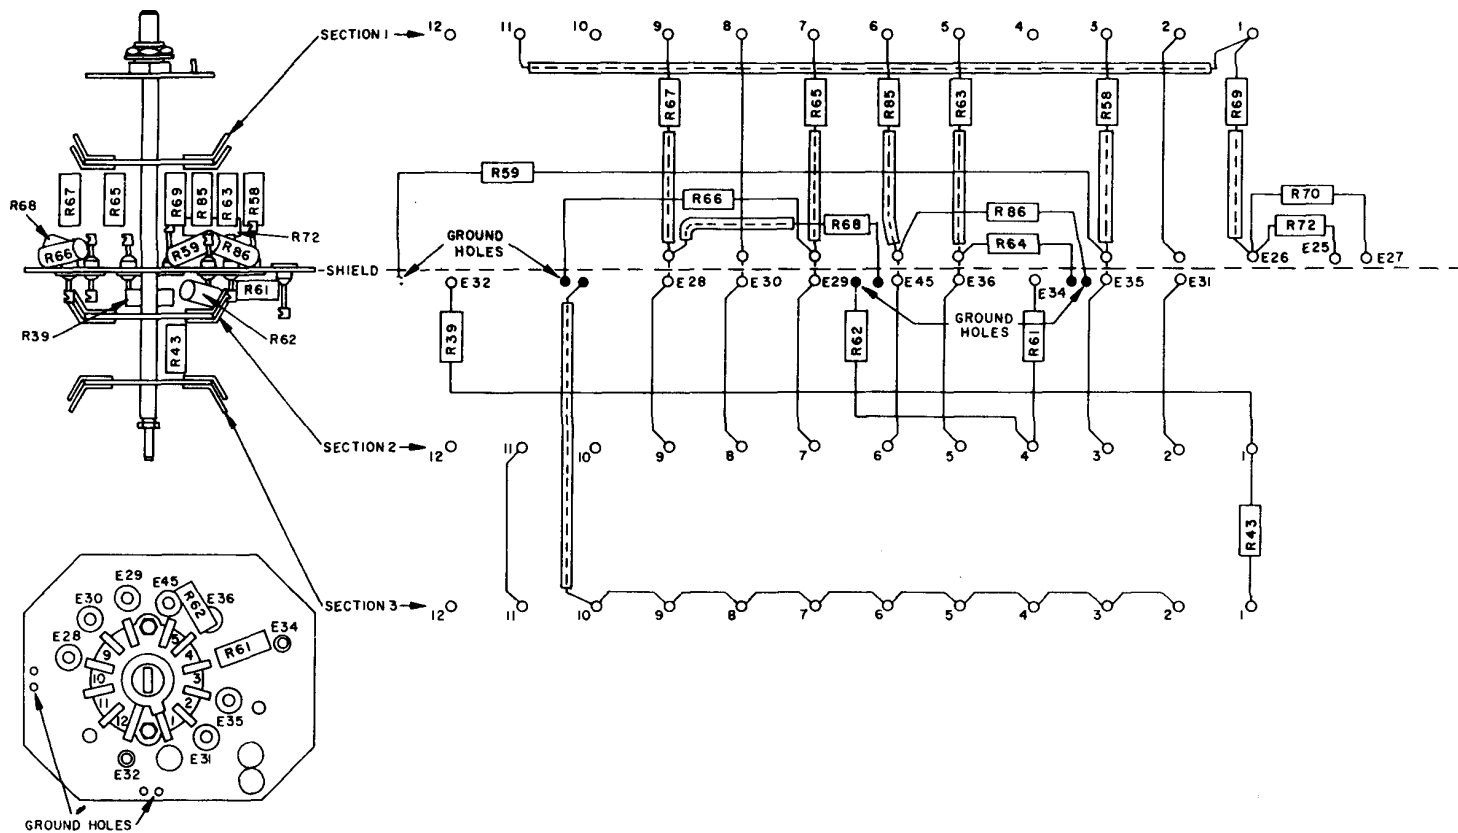 SECTION 1
12 11 10 9 8 7 6 5 4 3 2 1
R67 R65 R85 R63 R58 R69
R59
R66
R68
R86
R64
R70
R72
R67 R65 R69 R85 R63 R58
R68
R66
R59
R86
R72
R61
R39
R62
R43
GROUND HOLES
SHIELD
E32 E28 E30 E29 E45 E36 E34 E35 E31 E26 E25 E27
GROUND HOLES
R39 R62 R61
SECTION 2
12 11 10 9 8 7 6 5 4 3 2 1
R43
SECTION 3
12 11 10 9 8 7 6 5 4 3 2 1
E29 E45
E30 R62 E36
E28 R61 E34
9 5 4
10 3
11 2
12 1
E35
E31
E32
GROUND HOLES